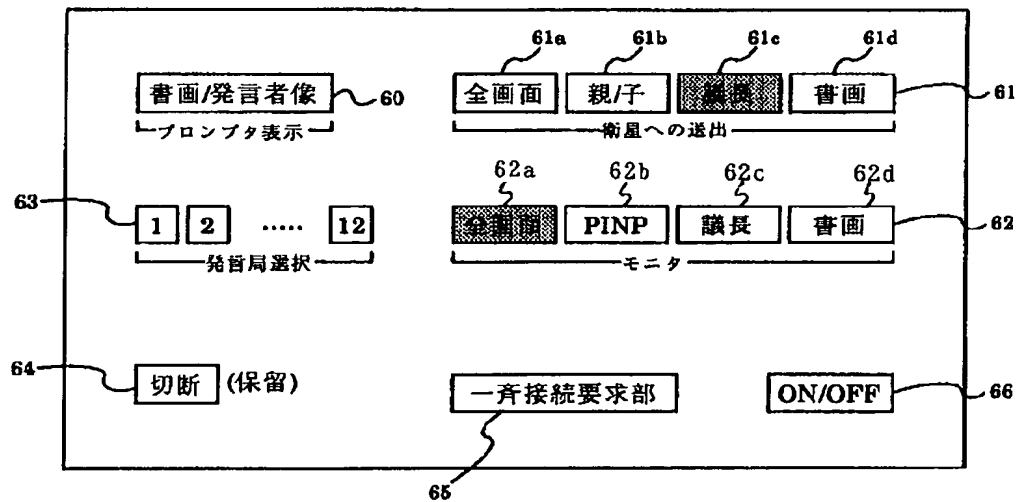 61a 61b 61c 61d
書画/発言者像 60 全画面 親/子 議長 書画 61
プロンプタ表示 衛星への送出
62a 62b 62c 62d
63 1 2 ..... 12 全画面 PINP 議長 書画 62
発言局選択 モニタ
64 切断 (保留) 一斉接続要求部 ON/OFF 66
65